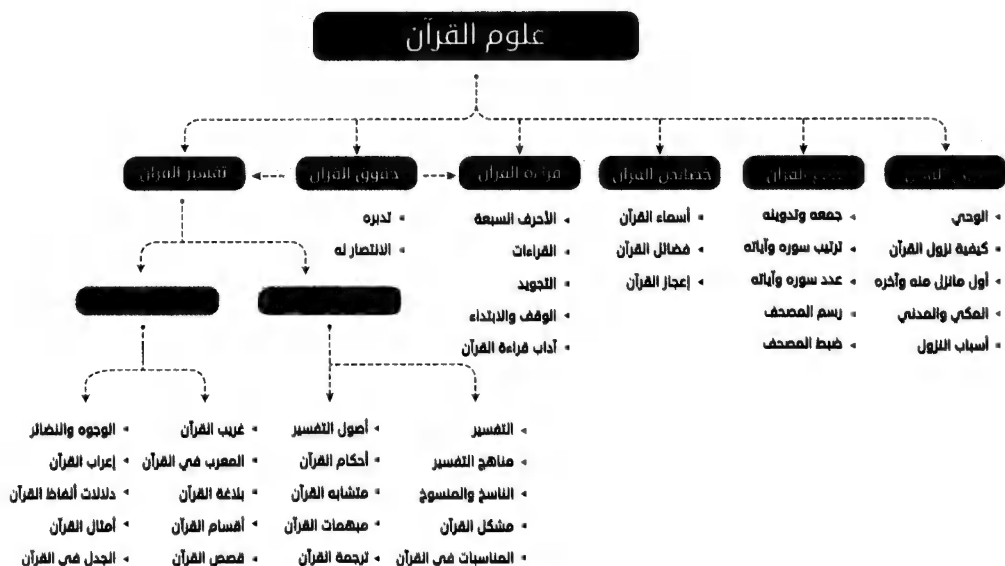 علوم القرآن
القرآن
خصائص القرآن
قراءة القرآن
حقوق القرآن
تفسير القرآن
الوحي
كيفية نزول القرآن
أول مانزل منه وآخره
المكي والمدني
أسباب النزول
جمعه وتدوينه
ترتيب سوره وآياته
عدد سوره وآياته
رسم المصحف
ضبط المصحف
أسماء القرآن
فضائل القرآن
إعجاز القرآن
الأحرف السبعة
القراءات
التجويد
الوقف والابتداء
آداب قراءة القرآن
تدبره
الانتصار له
التفسير
مناهج التفسير
الناسخ والمنسوخ
مشكل القرآن
المناسبات في القرآن
أصول التفسير
أحكام القرآن
متشابه القرآن
مبهمات القرآن
ترجمة القرآن
غريب القرآن
المعرب في القرآن
بلاغة القرآن
أقسام القرآن
قصص القرآن
الوجوه والنضائر
إعراب القرآن
دلالات ألفاظ القرآن
أمثال القرآن
الجدل في القرآن